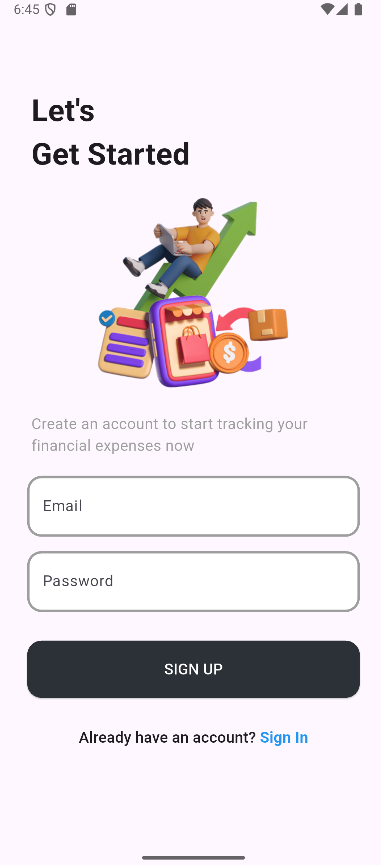 6:45
Let's
Get Started
$
Create an account to start tracking your
financial expenses now
Email
Password
SIGN UP
Already have an account? Sign In